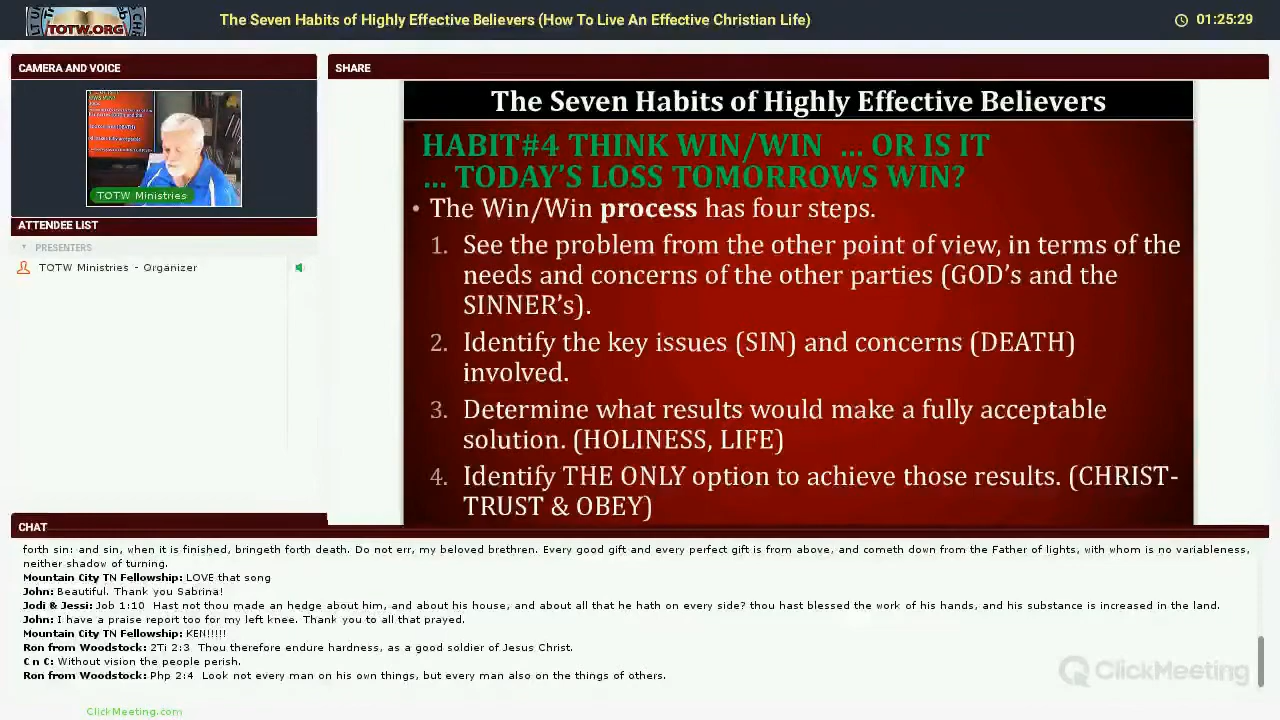 TOTW.ORG
The Seven Habits of Highly Effective Believers (How To Live An Effective Christian Life)
01:25:29
CAMERA AND VOICE
TOTW Ministries
ATTENDEE LIST
PRESENTERS
TOTW Ministries - Organizer
SHARE
The Seven Habits of Highly Effective Believers
HABIT#4 THINK WIN/WIN ... OR IS IT
... TODAY'S LOSS TOMORROWS WIN?
• The Win/Win process has four steps.
1. See the problem from the other point of view, in terms of the
needs and concerns of the other parties (GOD's and the
SINNER's).
2. Identify the key issues (SIN) and concerns (DEATH)
involved.
3. Determine what results would make a fully acceptable
solution. (HOLINESS, LIFE)
4. Identify THE ONLY option to achieve those results. (CHRIST-
TRUST & OBEY)
CHAT
forth sin: and sin, when it is finished, bringeth forth death. Do not err, my beloved brethren. Every good gift and every perfect gift is from above, and cometh down from the Father of lights, with whom is no variableness,
neither shadow of turning.
Mountain City TN Fellowship: LOVE that song
John: Beautiful. Thank you Sabrina!
Jodi & Jessi: Job 1:10 Hast not thou made an hedge about him, and about his house, and about all that he hath on every side? thou hast blessed the work of his hands, and his substance is increased in the land.
John: I have a praise report too for my left knee. Thank you to all that prayed.
Mountain City TN Fellowship: KEN!!!!!
Ron from Woodstock: 2Ti 2:3 Thou therefore endure hardness, as a good soldier of Jesus Christ.
C n C: Without vision the people perish.
Ron from Woodstock: Php 2:4 Look not every man on his own things, but every man also on the things of others.
ClickMeeting
ClickMeeting.com